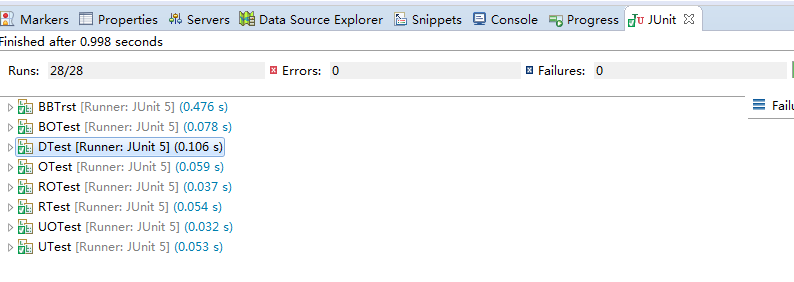 Markers Properties Servers Data Source Explorer Snippets Console Progress JUnit
Finished after 0.998 seconds
Runs: 28/28 Errors: 0 Failures: 0
BBTrst [Runner: JUnit 5] (0.476 s) Failu
BOTest [Runner: JUnit 5] (0.078 s)
DTest [Runner: JUnit 5] (0.106 s)
OTest [Runner: JUnit 5] (0.059 s)
ROTest [Runner: JUnit 5] (0.037 s)
RTest [Runner: JUnit 5] (0.054 s)
UOTest [Runner: JUnit 5] (0.032 s)
UTest [Runner: JUnit 5] (0.053 s)